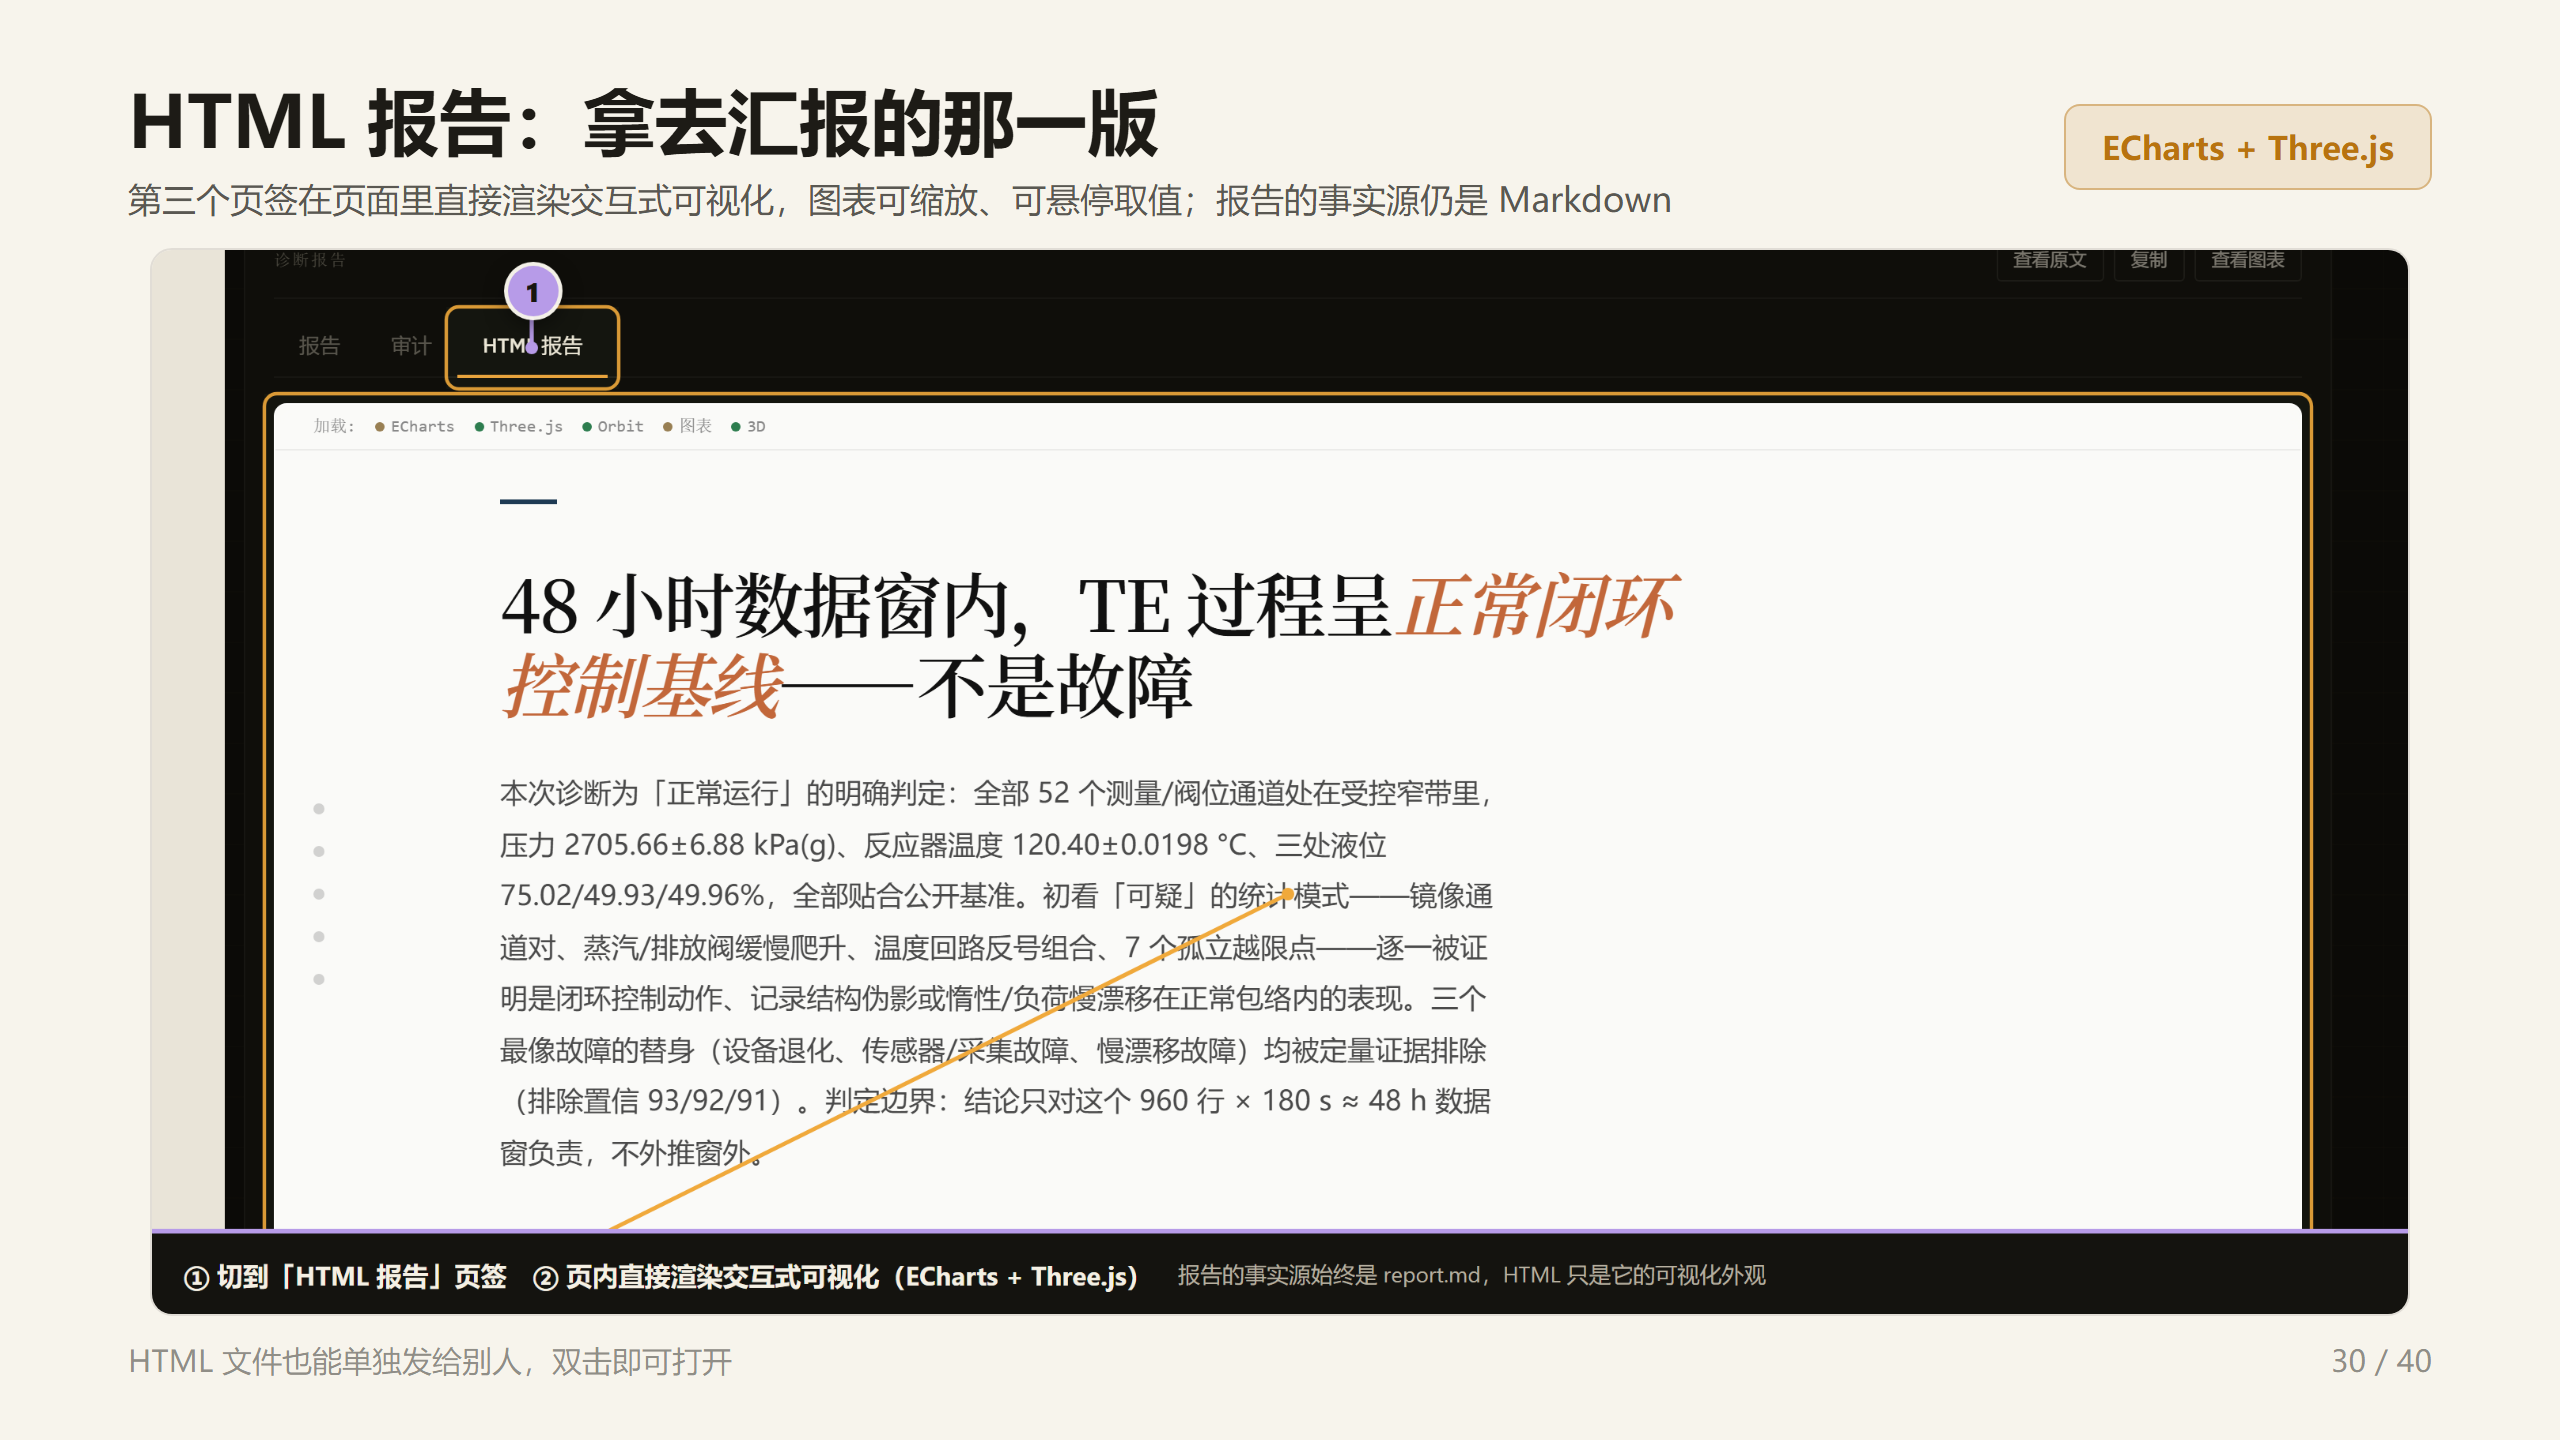 HTML 报告：拿去汇报的那一版
ECharts + Three.js
第三个页签在页面里直接渲染交互式可视化，图表可缩放、可悬停取值；报告的事实源仍是 Markdown
诊断报告
查看原文 复制 查看图表
1
报告 审计 HTML 报告
加载: ECharts Three.js Orbit 图表 3D
48 小时数据窗内，TE 过程呈正常闭环
控制基线——不是故障
本次诊断为「正常运行」的明确判定：全部 52 个测量/阀位通道处在受控窄带里，
压力 2705.66±6.88 kPa(g)、反应器温度 120.40±0.0198 °C、三处液位
75.02/49.93/49.96%，全部贴合公开基准。初看「可疑」的统计模式——镜像通
道对、蒸汽/排放阀缓慢爬升、温度回路反号组合、7 个孤立越限点——逐一被证
明是闭环控制动作、记录结构伪影或惰性/负荷慢漂移在正常包络内的表现。三个
最像故障的替身（设备退化、传感器/采集故障、慢漂移故障）均被定量证据排除
（排除置信 93/92/91）。判定边界：结论只对这个 960 行 × 180 s ≈ 48 h 数据
窗负责，不外推窗外。
① 切到「HTML 报告」页签 ② 页内直接渲染交互式可视化（ECharts + Three.js） 报告的事实源始终是 report.md，HTML 只是它的可视化外观
HTML 文件也能单独发给别人，双击即可打开
30 / 40